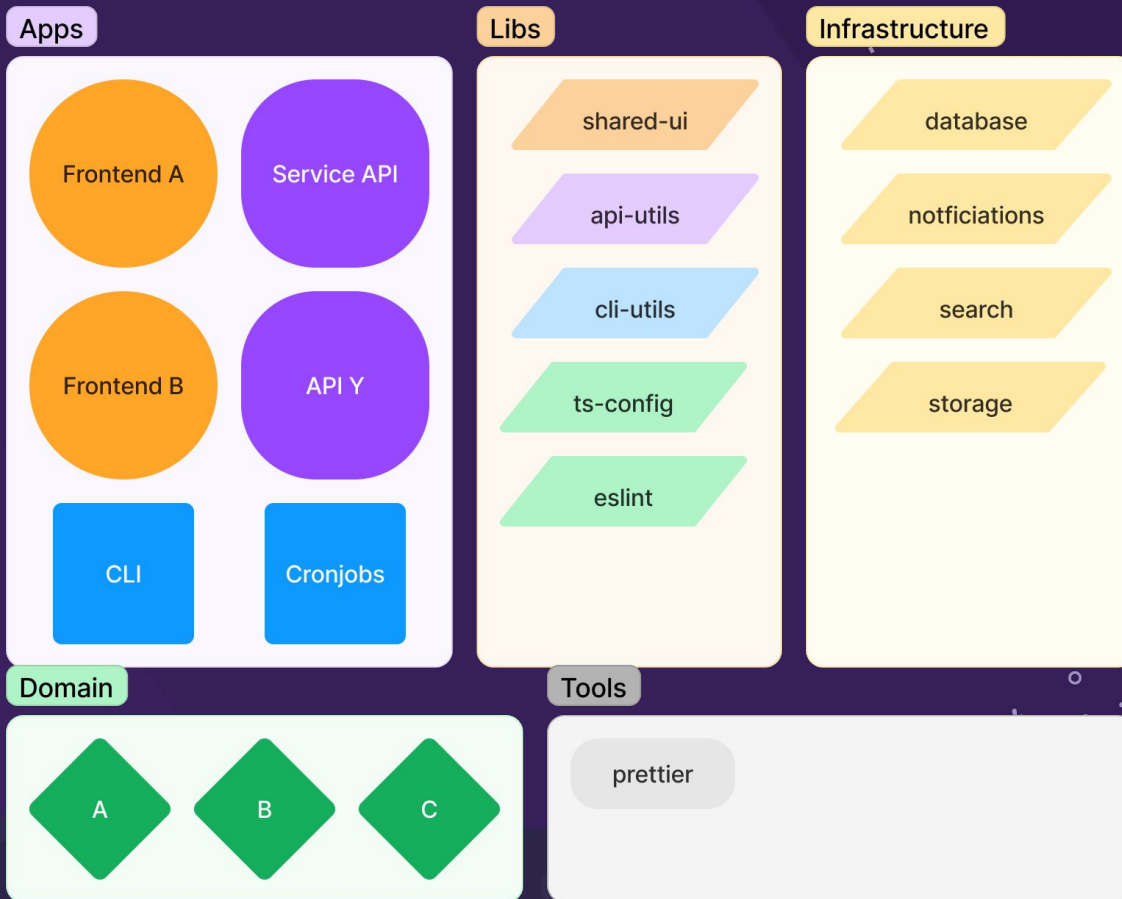 Apps
Frontend A
Service API
Frontend B
API Y
CLI
Cronjobs
Libs
shared-ui
api-utils
cli-utils
ts-config
eslint
Infrastructure
database
notficiations
search
storage
Domain
A
B
C
Tools
prettier